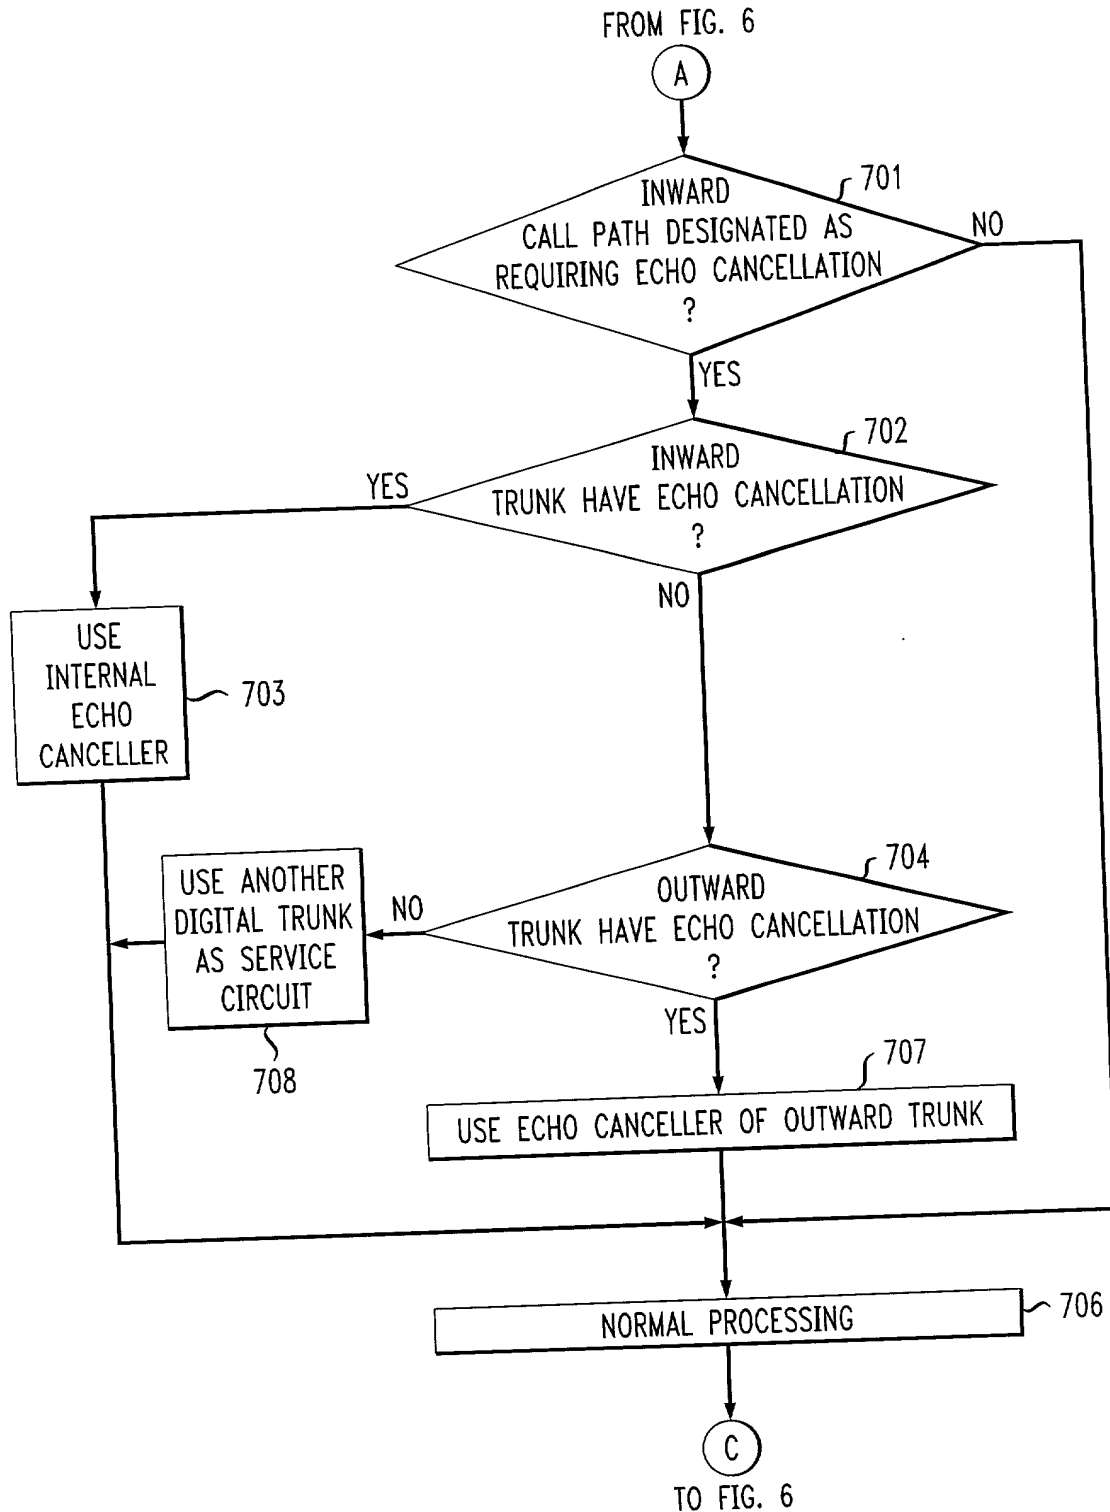 FROM FIG. 6
A
INWARD
CALL PATH DESIGNATED AS
REQUIRING ECHO CANCELLATION
?
701
NO
YES
INWARD
TRUNK HAVE ECHO CANCELLATION
?
702
YES
NO
USE
INTERNAL
ECHO
CANCELLER
703
OUTWARD
TRUNK HAVE ECHO CANCELLATION
?
704
NO
USE ANOTHER
DIGITAL TRUNK
AS SERVICE
CIRCUIT
708
YES
707
USE ECHO CANCELLER OF OUTWARD TRUNK
NORMAL PROCESSING
706
C
TO FIG. 6